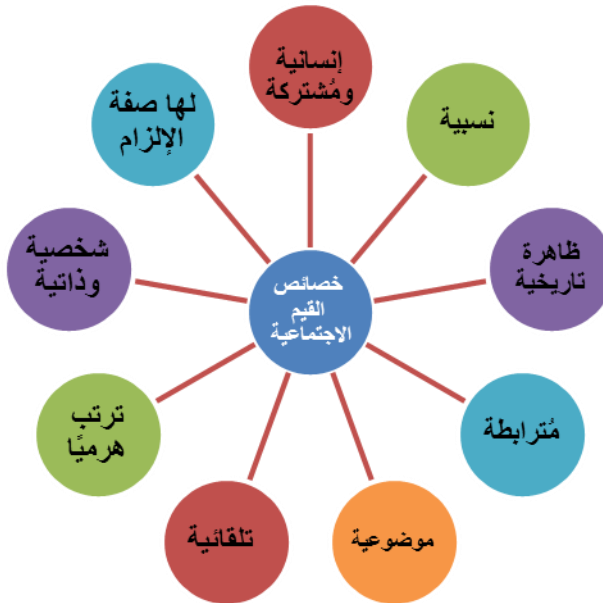 خصائص
القيم
الاجتماعية
إنسانية
ومُشتركة
نسبية
ظاهرة
تاريخية
مُترابطة
موضوعية
تلقائية
ترتب
هرميًا
شخصية
وذاتية
لها صفة
الإلزام